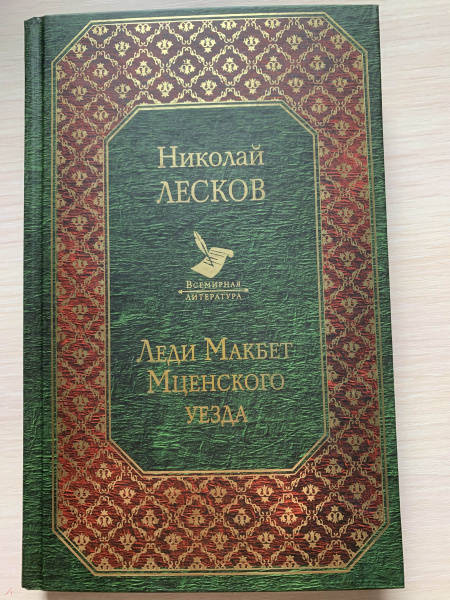 Николай
ЛЕСКОВ
ВСЕМИРНАЯ
ЛИТЕРАТУРА
ЛЕДИ МАКБЕТ
МЦЕНСКОГО
УЕЗДА